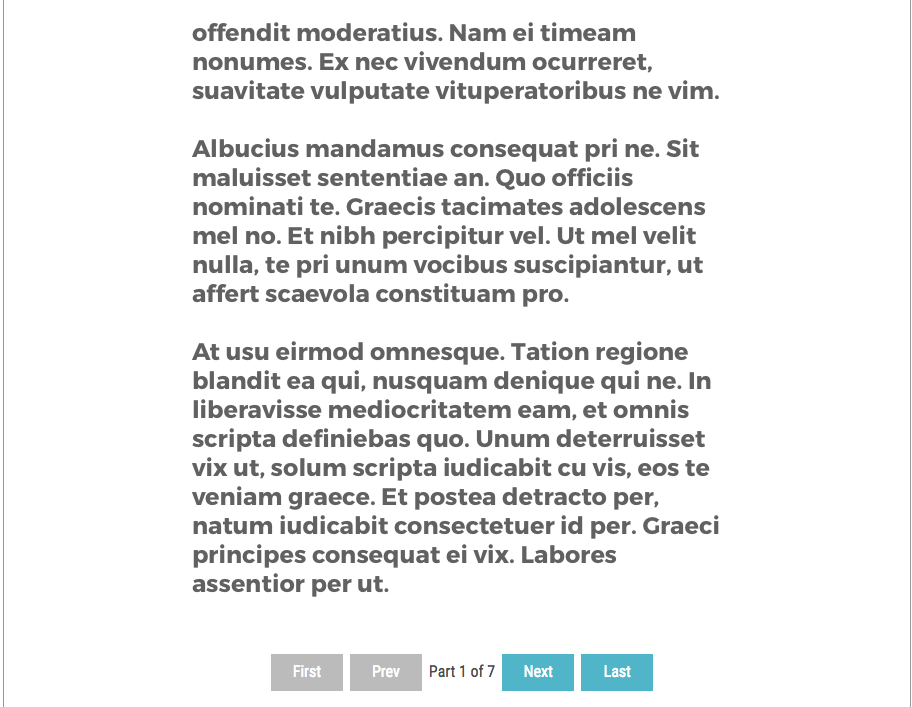 offendit moderatius. Nam ei timeam
nonumes. Ex nec vivendum ocurreret,
suavitate vulputate vituperatoribus ne vim.
Albucius mandamus consequat pri ne. Sit
maluisset sententiae an. Quo officiis
nominati te. Graecis tacimates adolescens
mel no. Et nibh percipitur vel. Ut mel velit
nulla, te pri unum vocibus suscipiantur, ut
affert scaevola constituam pro.
At usu eirmod omnesque. Tation regione
blandit ea qui, nusquam denique qui ne. In
liberavisse mediocritatem eam, et omnis
scripta definiebas quo. Unum deterruisset
vix ut, solum scripta iudicabit cu vis, eos te
veniam graece. Et postea detracto per,
natum iudicabit consectetuer id per. Graeci
principes consequat ei vix. Labores
assentior per ut.
First Prev Part 1 of 7 Next Last